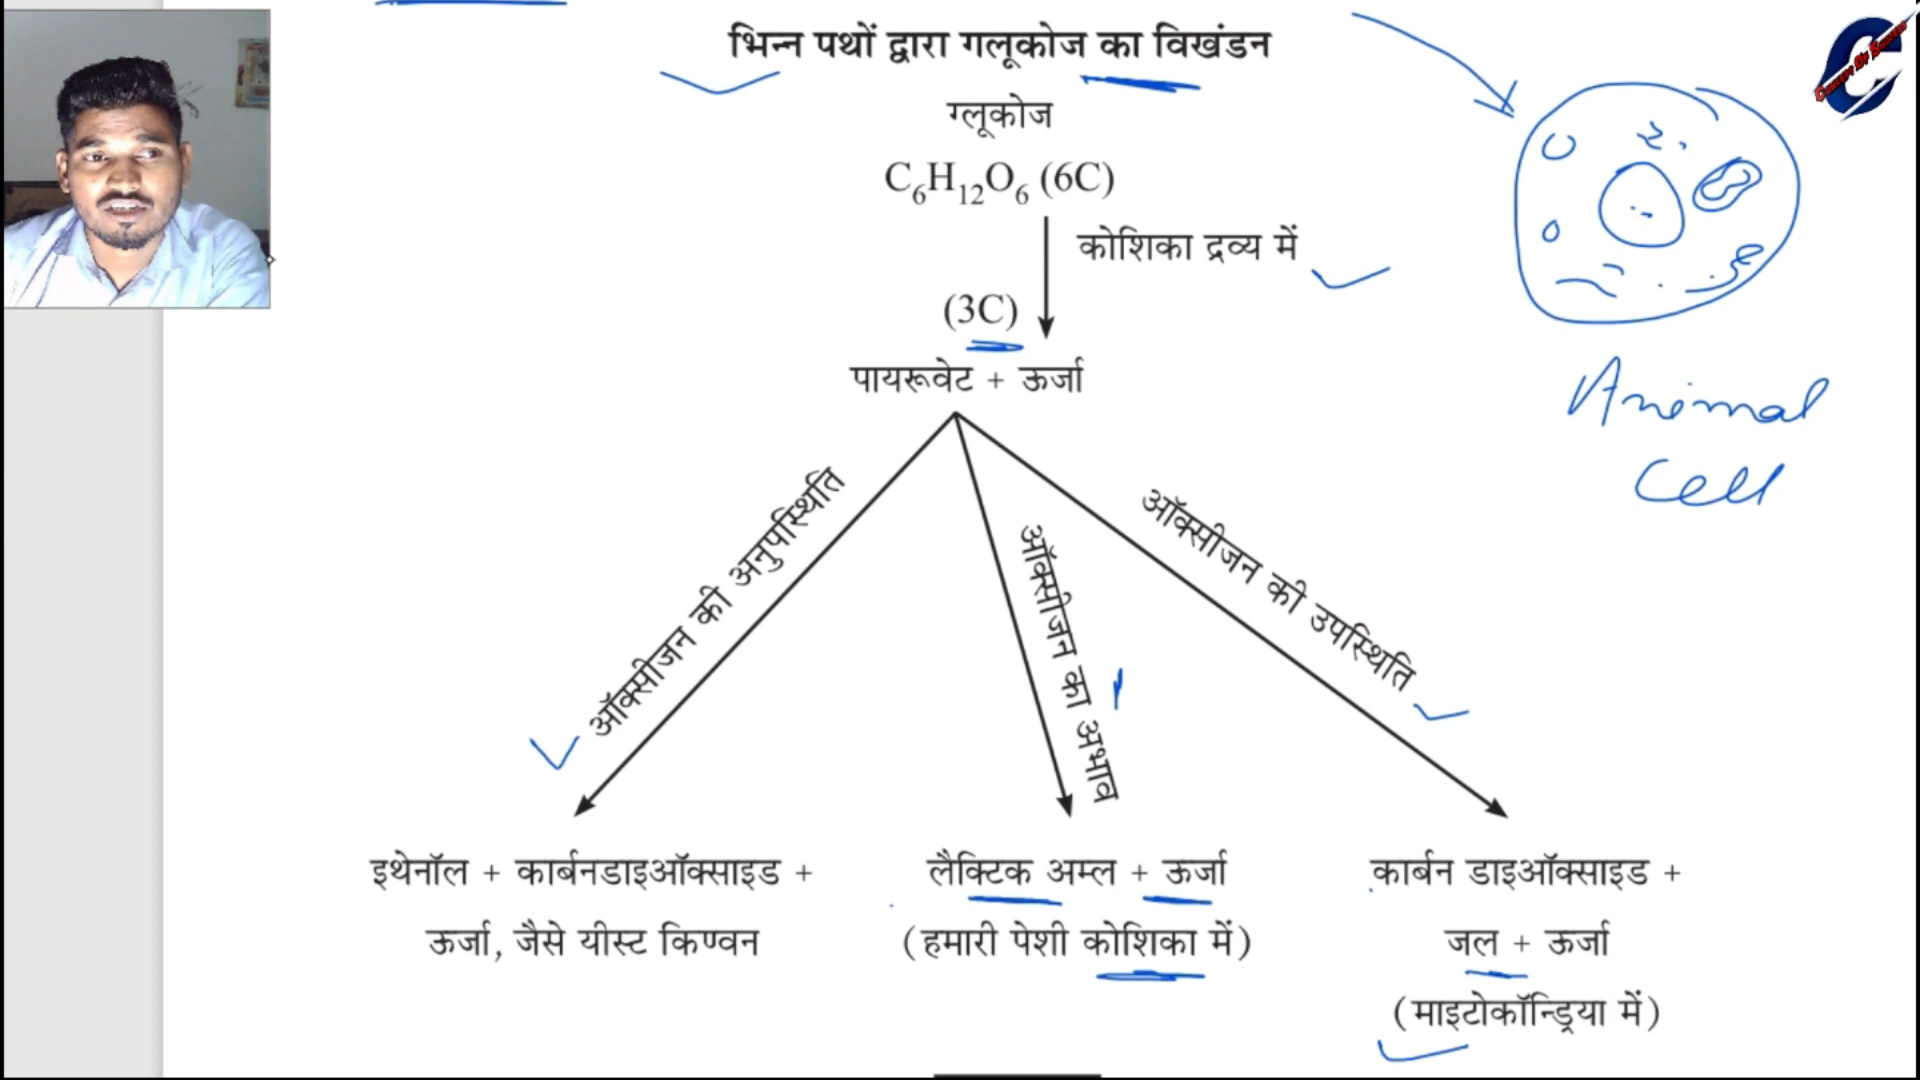 भिन्न पथों द्वारा गलूकोज का विखंडन
ग्लूकोज
C₆H₁₂O₆ (6C)
कोशिका द्रव्य में
(3C)
पायरूवेट + ऊर्जा
ऑक्सीजन की अनुपस्थिति
ऑक्सीजन का अभाव
ऑक्सीजन की उपस्थिति
इथेनॉल + कार्बनडाइऑक्साइड +
ऊर्जा, जैसे यीस्ट किण्वन
लैक्टिक अम्ल + ऊर्जा
(हमारी पेशी कोशिका में)
कार्बन डाइऑक्साइड +
जल + ऊर्जा
(माइटोकॉन्ड्रिया में)
Animal
Cell